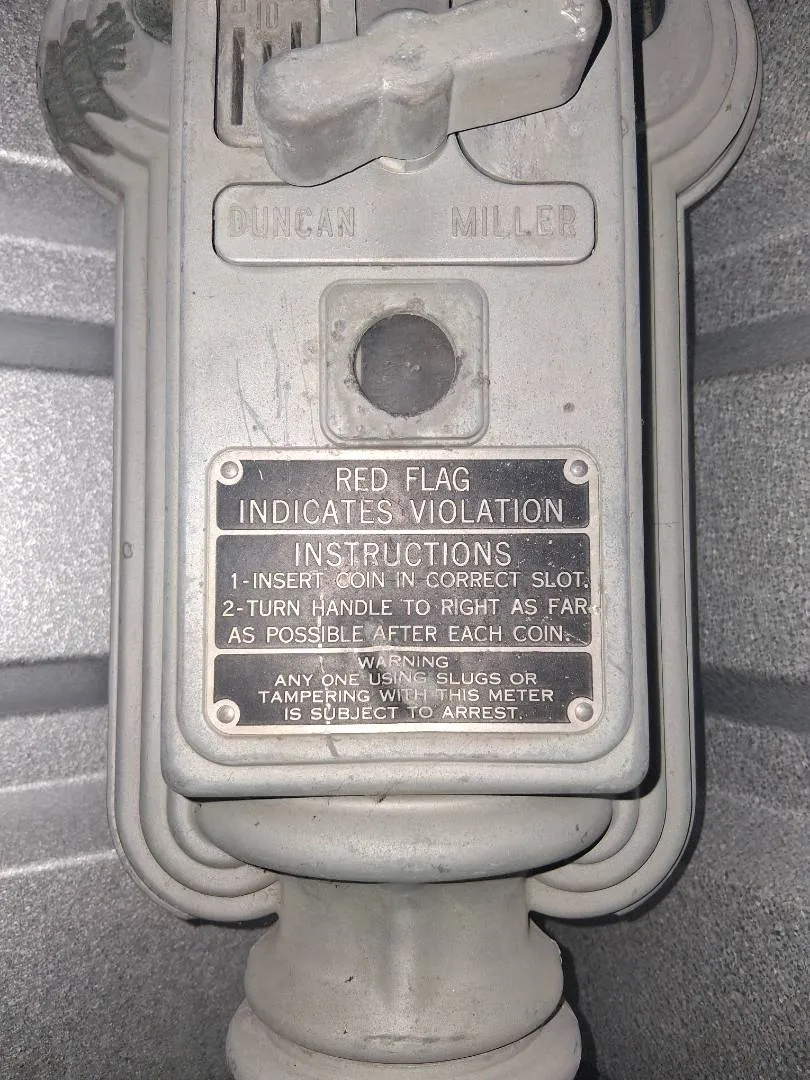 10
DUNCAN MILLER
RED FLAG
INDICATES VIOLATION
INSTRUCTIONS
1-INSERT COIN IN CORRECT SLOT.
2-TURN HANDLE TO RIGHT AS FAR
AS POSSIBLE AFTER EACH COIN.
WARNING
ANY ONE USING SLUGS OR
TAMPERING WITH THIS METER
IS SUBJECT TO ARREST.